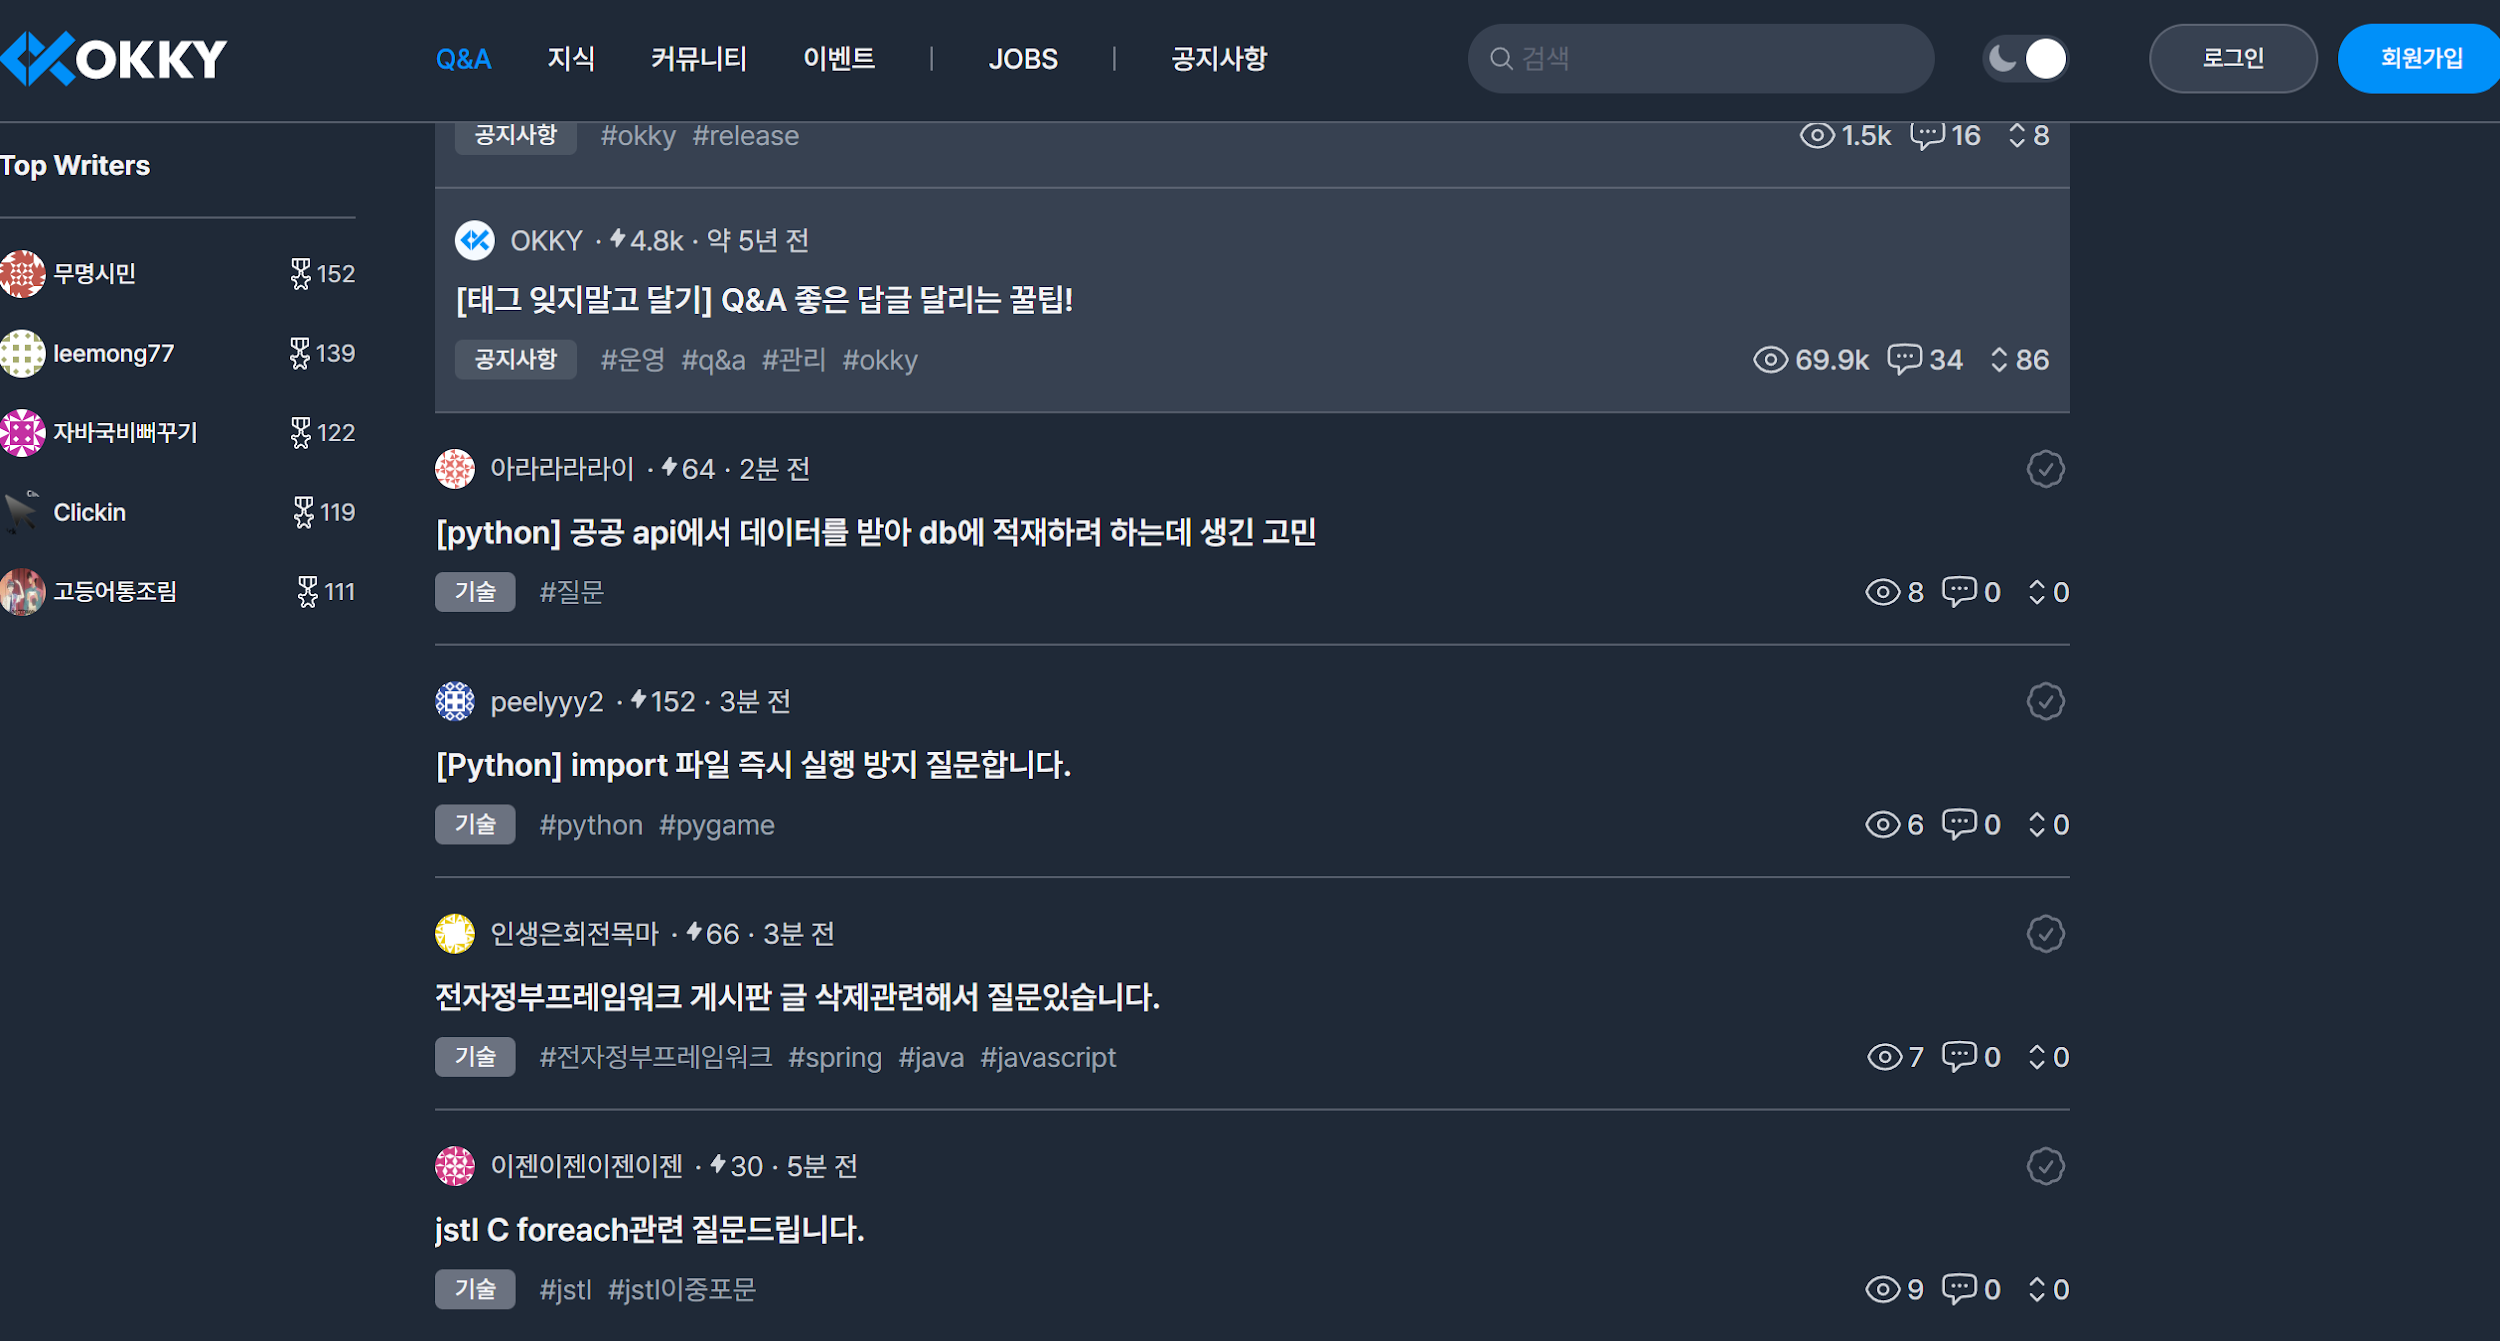 OKKY
Q&A 지식 커뮤니티 이벤트 | JOBS | 공지사항
검색
로그인 회원가입
Top Writers
무명시민 152
leemong77 139
자바국비뻐꾸기 122
Clickin 119
고등어통조림 111
공지사항 #okky #release 1.5k 16 8
OKKY · 4.8k · 약 5년 전
[태그 잊지말고 달기] Q&A 좋은 답글 달리는 꿀팁!
공지사항 #운영 #q&a #관리 #okky 69.9k 34 86
아라라라라이 · 64 · 2분 전
[python] 공공 api에서 데이터를 받아 db에 적재하려 하는데 생긴 고민
기술 #질문 8 0 0
peelyyy2 · 152 · 3분 전
[Python] import 파일 즉시 실행 방지 질문합니다.
기술 #python #pygame 6 0 0
인생은회전목마 · 66 · 3분 전
전자정부프레임워크 게시판 글 삭제관련해서 질문있습니다.
기술 #전자정부프레임워크 #spring #java #javascript 7 0 0
이젠이젠이젠이젠 · 30 · 5분 전
jstl C foreach관련 질문드립니다.
기술 #jstl #jstl이중포문 9 0 0